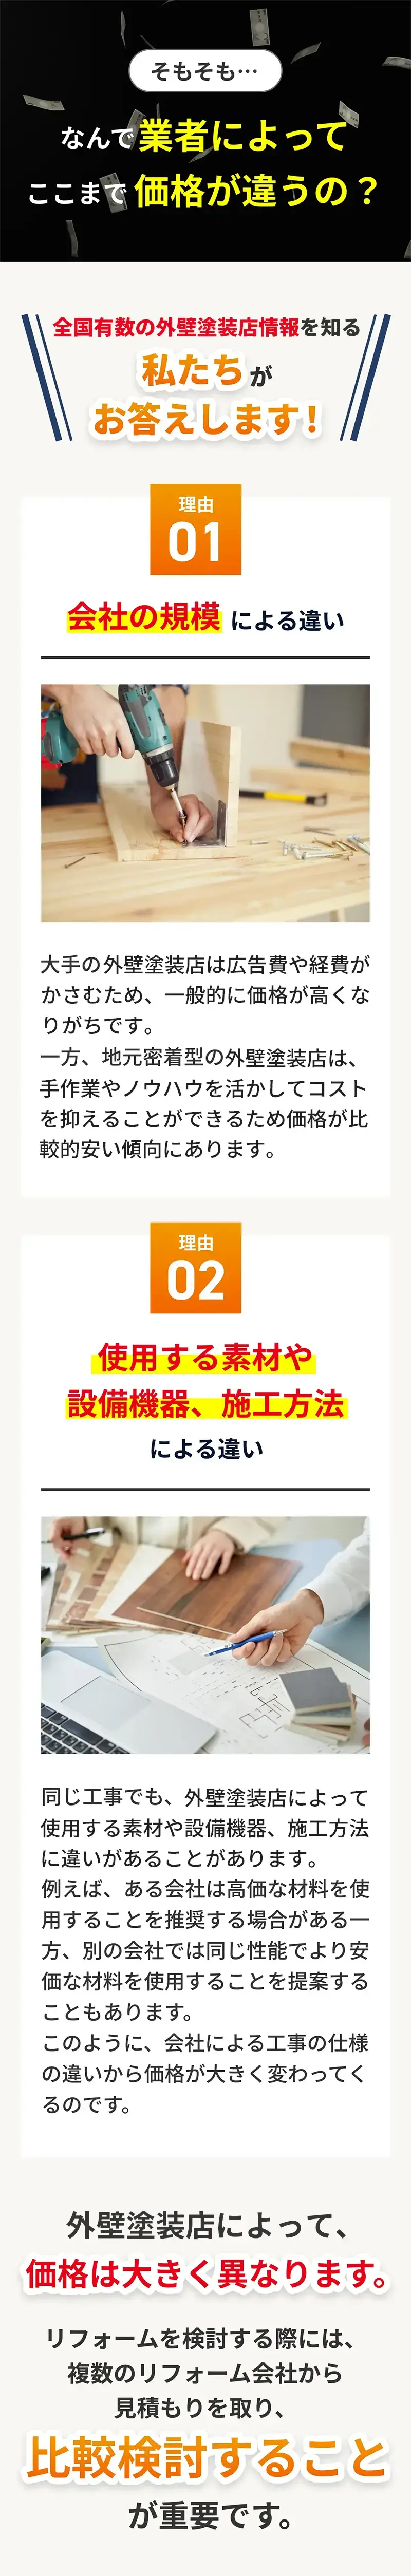 そもそも…
なんで業者によって
ここまで価格が違うの？
全国有数の外壁塗装店情報を知る
私たちが
お答えします！
理由
01
会社の規模による違い
大手の外壁塗装店は広告費や経費が
かさむため、一般的に価格が高くな
りがちです。
一方、地元密着型の外壁塗装店は、
手作業やノウハウを活かしてコスト
を抑えることができるため価格が比
較的安い傾向にあります。
理由
02
使用する素材や
設備機器、施工方法
による違い
同じ工事でも、外壁塗装店によって
使用する素材や設備機器、施工方法
に違いがあることがあります。
例えば、ある会社は高価な材料を使
用することを推奨する場合がある一
方、別の会社では同じ性能でより安
価な材料を使用することを提案する
こともあります。
このように、会社による工事の仕様
の違いから価格が大きく変わってく
るのです。
外壁塗装店によって、
価格は大きく異なります。
リフォームを検討する際には、
複数のリフォーム会社から
見積もりを取り、
比較検討すること
が重要です。